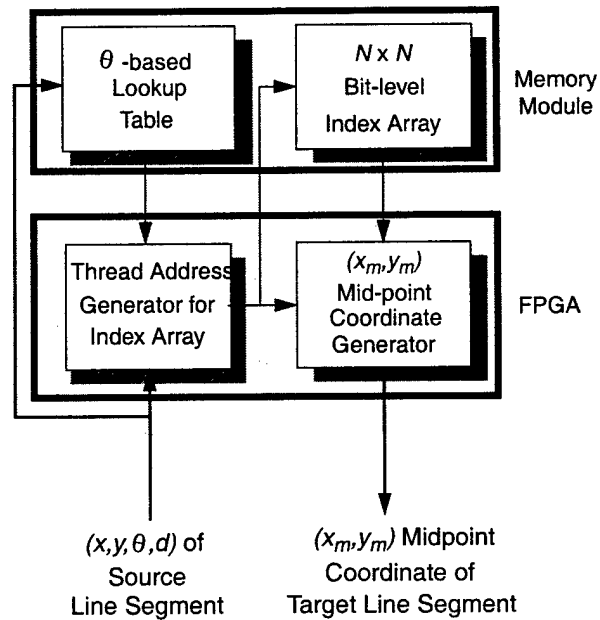 θ -based
Lookup
Table
N x N
Bit-level
Index Array
Memory
Module
Thread Address
Generator for
Index Array
(xm,ym)
Mid-point
Coordinate
Generator
FPGA
(x,y,θ,d) of
Source
Line Segment
(xm,ym) Midpoint
Coordinate of
Target Line Segment